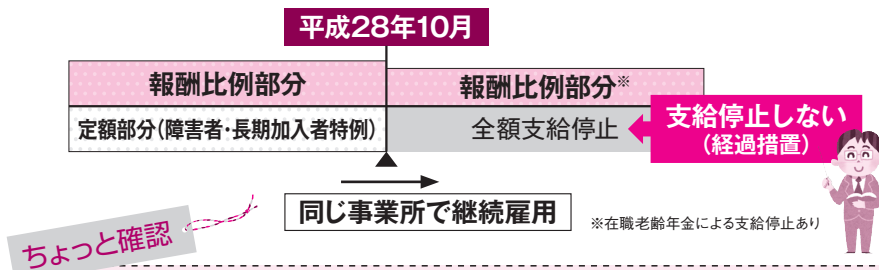 平成28年10月
報酬比例部分
報酬比例部分※
定額部分(障害者・長期加入者特例)
全額支給停止
支給停止しない
(経過措置)
同じ事業所で継続雇用
※在職老齢年金による支給停止あり
ちょっと確認